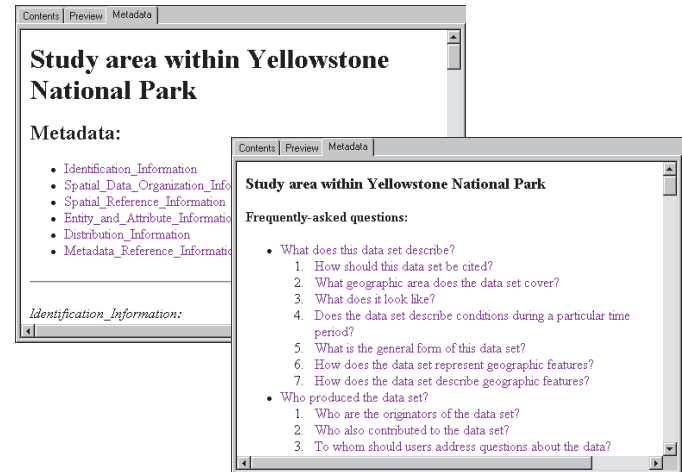 Contents Preview Metadata
Study area within Yellowstone
National Park
Metadata:
• Identification_Information
• Spatial_Data_Organization_Info
• Spatial_Reference_Information
• Entity_and_Attribute_Informatio
• Distribution_Information
• Metadata_Reference_Informatio
Identification_Information:
Contents Preview Metadata
Study area within Yellowstone National Park
Frequently-asked questions:
• What does this data set describe?
1. How should this data set be cited?
2. What geographic area does the data set cover?
3. What does it look like?
4. Does the data set describe conditions during a particular time
period?
5. What is the general form of this data set?
6. How does the data set represent geographic features?
7. How does the data set describe geographic features?
• Who produced the data set?
1. Who are the originators of the data set?
2. Who also contributed to the data set?
3. To whom should users address questions about the data?